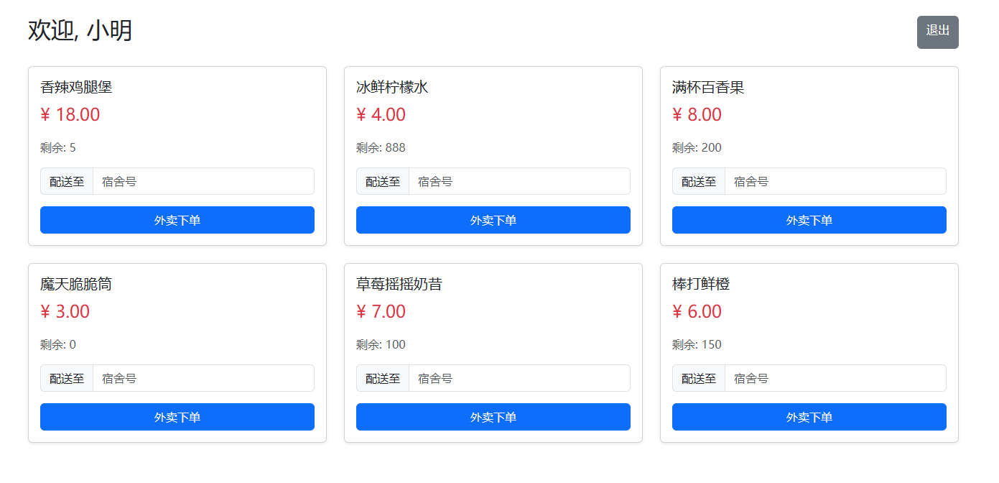 欢迎, 小明
退出
香辣鸡腿堡
¥ 18.00
剩余: 5
配送至 宿舍号
外卖下单
冰鲜柠檬水
¥ 4.00
剩余: 888
配送至 宿舍号
外卖下单
满杯百香果
¥ 8.00
剩余: 200
配送至 宿舍号
外卖下单
魔天脆脆筒
¥ 3.00
剩余: 0
配送至 宿舍号
外卖下单
草莓摇摇奶昔
¥ 7.00
剩余: 100
配送至 宿舍号
外卖下单
棒打鲜橙
¥ 6.00
剩余: 150
配送至 宿舍号
外卖下单